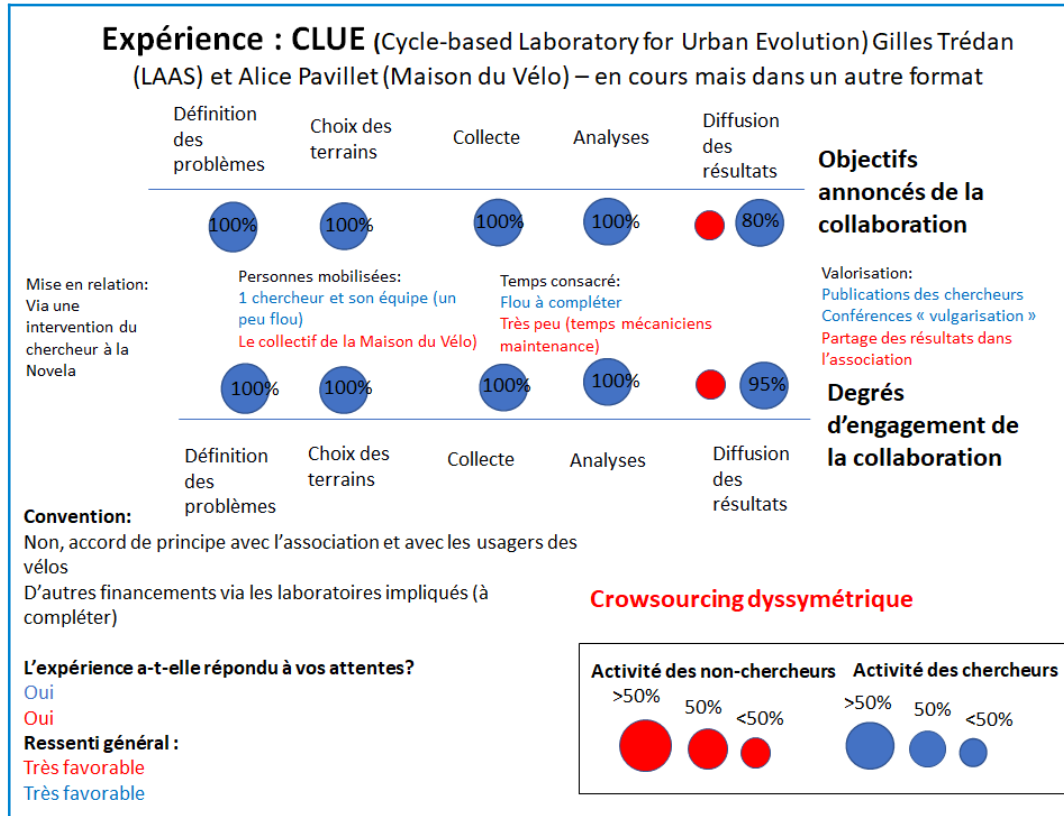 Expérience : CLUE (Cycle-based Laboratory for Urban Evolution) Gilles Trédan
(LAAS) et Alice Pavillet (Maison du Vélo) – en cours mais dans un autre format
Définition
des
problèmes
Choix des
terrains
Collecte
Analyses
Diffusion
des
résultats
Objectifs
annoncés de la
collaboration
100%
100%
100%
100%
80%
Mise en relation:
Via une
intervention du
chercheur à la
Novela
Personnes mobilisées:
1 chercheur et son équipe (un
peu flou)
Le collectif de la Maison du Vélo)
Temps consacré:
Flou à compléter
Très peu (temps mécaniciens
maintenance)
Valorisation:
Publications des chercheurs
Conférences « vulgarisation »
Partage des résultats dans
l’association
100%
100%
100%
100%
95%
Degrés
d’engagement de
la collaboration
Définition
des
problèmes
Choix des
terrains
Collecte
Analyses
Diffusion
des
résultats
Convention:
Non, accord de principe avec l’association et avec les usagers des
vélos
D’autres financements via les laboratoires impliqués (à
compléter)
L’expérience a-t-elle répondu à vos attentes?
Oui
Oui
Ressenti général :
Très favorable
Très favorable
Crowsourcing dyssymétrique
Activité des non-chercheurs
>50%
50%
<50%
Activité des chercheurs
>50%
50%
<50%